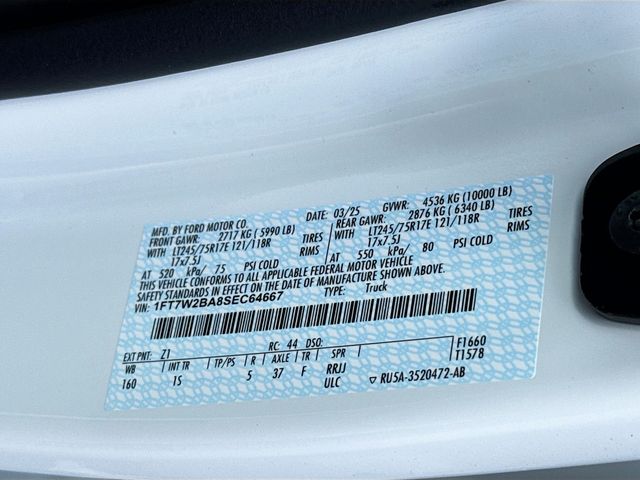 MFD. BY FORD MOTOR CO.
DATE: 03/25 GVWR: 4536 KG (10000 LB)
FRONT GAWR: 2717 KG ( 5990 LB) REAR GAWR: 2876 KG ( 6340 LB)
WITH LT245/75R17E 121/118R TIRES WITH LT245/75R17E 121/118R TIRES
17x7.5J RIMS 17x7.5J RIMS
AT 520 kPa/ 75 PSI COLD AT 550 kPa/ 80 PSI COLD
THIS VEHICLE CONFORMS TO ALL APPLICABLE FEDERAL MOTOR VEHICLE
SAFETY STANDARDS IN EFFECT ON THE DATE OF MANUFACTURE SHOWN ABOVE.
VIN: 1FT7W2BA8SEC64667 TYPE: Truck
EXT PNT: Z1 RC: 44 DSO: F1660
WB INT TR TP/PS R AXLE TR SPR T1578
160 1S 5 37 F RRJJ
ULC ▽ RU5A-3520472-AB